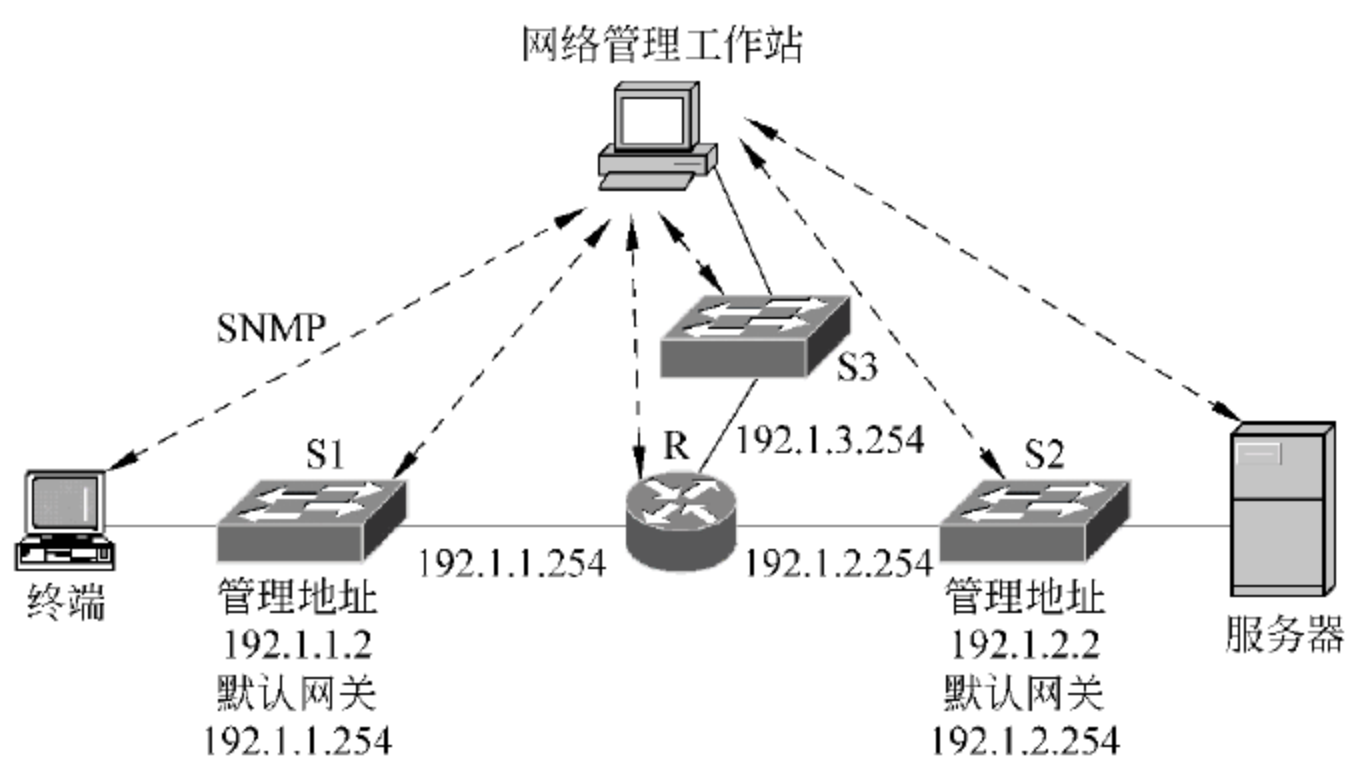 网络管理工作站
SNMP
S3
192.1.3.254
S1
R
S2
192.1.1.254
192.1.2.254
终端
管理地址
192.1.1.2
默认网关
192.1.1.254
管理地址
192.1.2.2
默认网关
192.1.2.254
服务器